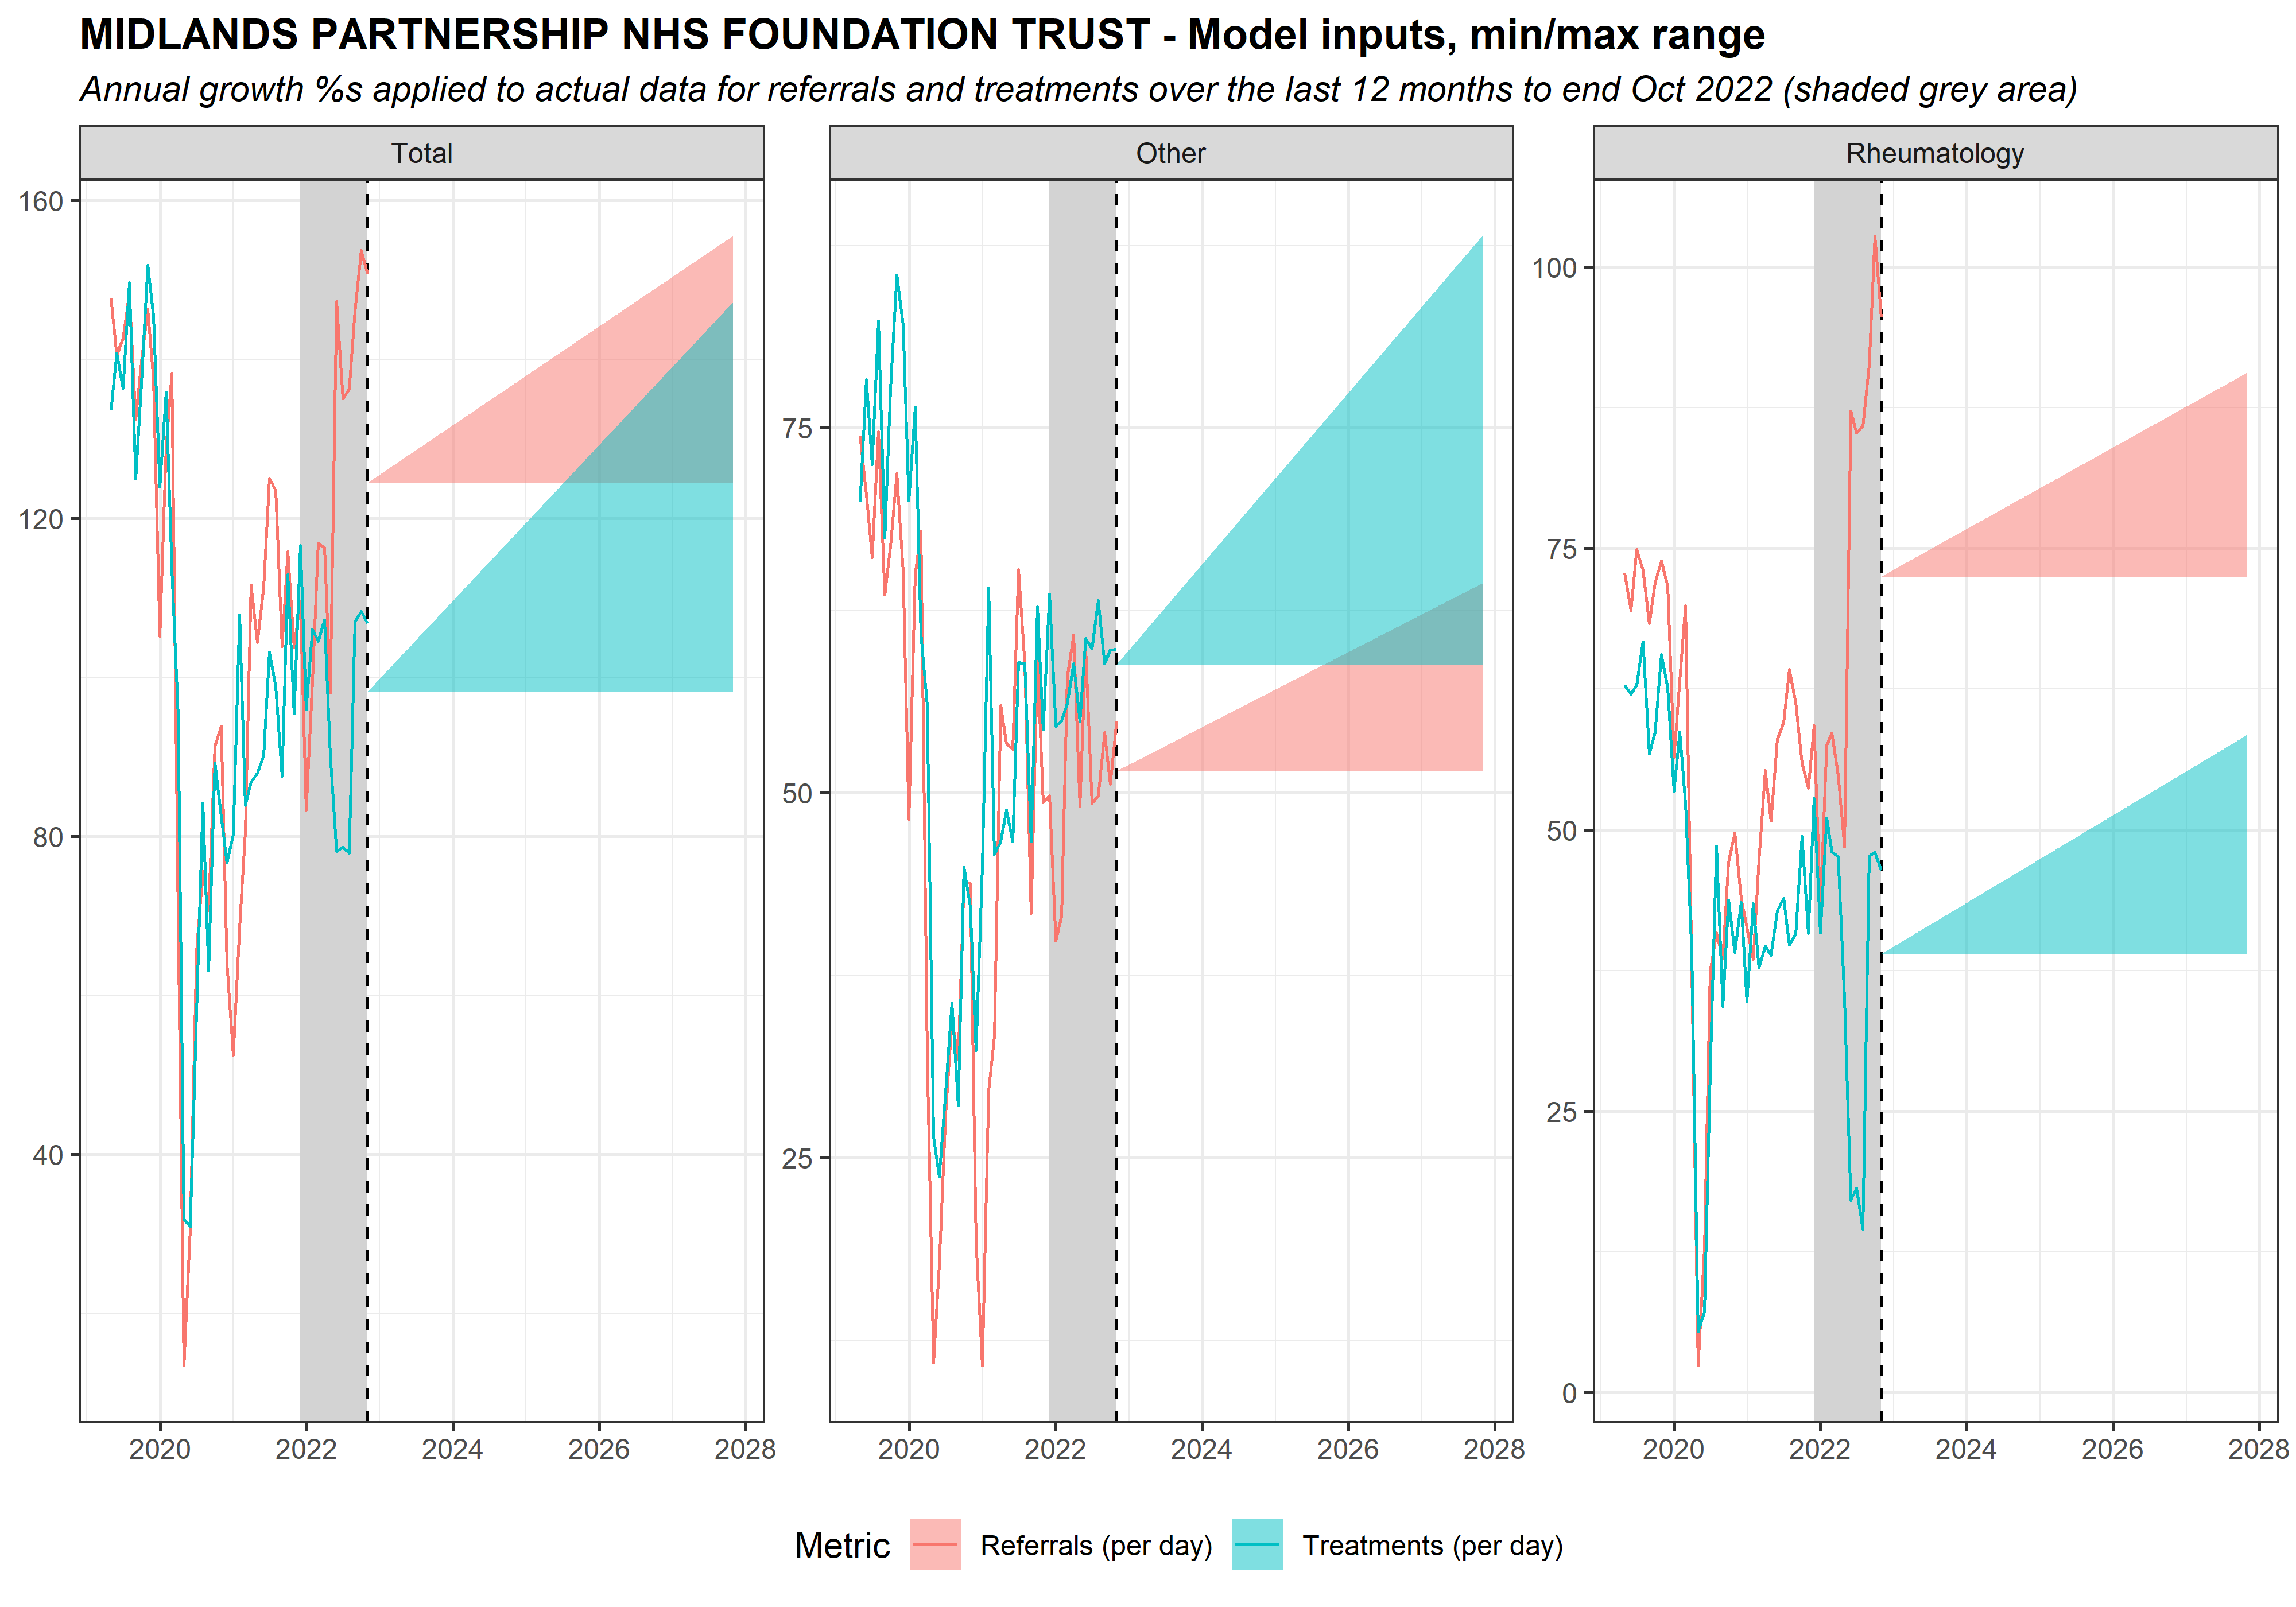 MIDLANDS PARTNERSHIP NHS FOUNDATION TRUST - Model inputs, min/max range
Annual growth %s applied to actual data for referrals and treatments over the last 12 months to end Oct 2022 (shaded grey area)
Total
Other
Rheumatology
160
120
80
40
75
50
25
100
75
50
25
0
2020 2022 2024 2026 2028
2020 2022 2024 2026 2028
2020 2022 2024 2026 2028
Metric Referrals (per day) Treatments (per day)